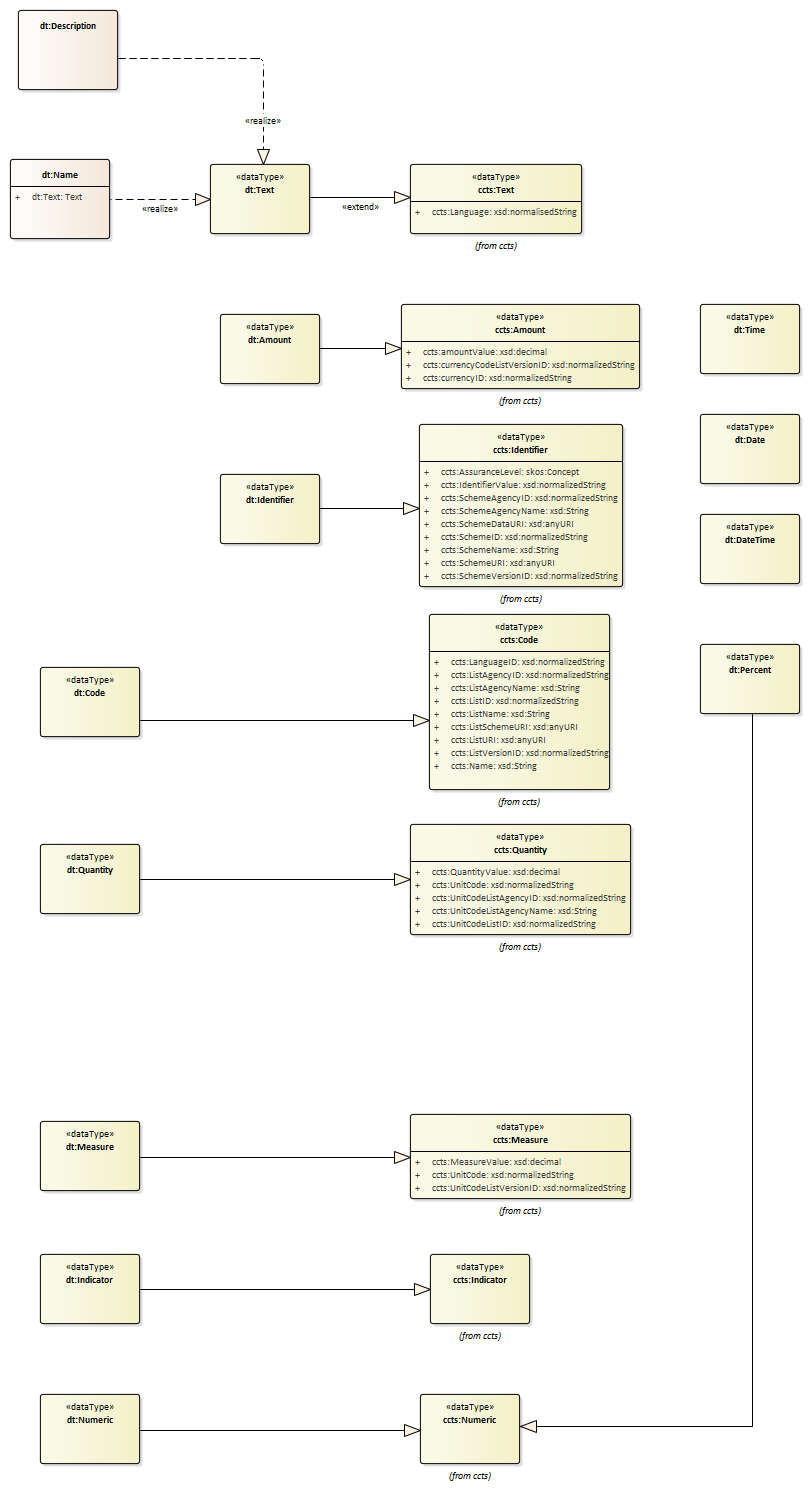 dt:Description
«realize»
dt:Name
+ dt:Text: Text
«realize»
«dataType»
dt:Text
«extend»
«dataType»
ccts:Text
+ ccts:Language: xsd:normalisedString
(from ccts)
«dataType»
dt:Amount
«dataType»
ccts:Amount
+ ccts:amountValue: xsd:decimal
+ ccts:currencyCodeListVersionID: xsd:normalizedString
+ ccts:currencyID: xsd:normalizedString
(from ccts)
«dataType»
dt:Time
«dataType»
dt:Date
«dataType»
dt:Identifier
«dataType»
ccts:Identifier
+ ccts:AssuranceLevel: skos:Concept
+ ccts:IdentifierValue: xsd:normalizedString
+ ccts:SchemeAgencyID: xsd:normalizedString
+ ccts:SchemeAgencyName: xsd:String
+ ccts:SchemeDataURI: xsd:anyURI
+ ccts:SchemeID: xsd:normalizedString
+ ccts:SchemeName: xsd:String
+ ccts:SchemeURI: xsd:anyURI
+ ccts:SchemeVersionID: xsd:normalizedString
(from ccts)
«dataType»
dt:DateTime
«dataType»
dt:Code
«dataType»
ccts:Code
+ ccts:LanguageID: xsd:normalizedString
+ ccts:ListAgencyID: xsd:normalizedString
+ ccts:ListAgencyName: xsd:String
+ ccts:ListID: xsd:normalizedString
+ ccts:ListName: xsd:String
+ ccts:ListSchemeURI: xsd:anyURI
+ ccts:ListURI: xsd:anyURI
+ ccts:ListVersionID: xsd:normalizedString
+ ccts:Name: xsd:String
(from ccts)
«dataType»
dt:Percent
«dataType»
dt:Quantity
«dataType»
ccts:Quantity
+ ccts:QuantityValue: xsd:decimal
+ ccts:UnitCode: xsd:normalizedString
+ ccts:UnitCodeListAgencyID: xsd:normalizedString
+ ccts:UnitCodeListAgencyName: xsd:String
+ ccts:UnitCodeListID: xsd:normalizedString
(from ccts)
«dataType»
dt:Measure
«dataType»
ccts:Measure
+ ccts:MeasureValue: xsd:decimal
+ ccts:UnitCode: xsd:normalizedString
+ ccts:UnitCodeListVersionID: xsd:normalizedString
(from ccts)
«dataType»
dt:Indicator
«dataType»
ccts:Indicator
(from ccts)
«dataType»
dt:Numeric
«dataType»
ccts:Numeric
(from ccts)